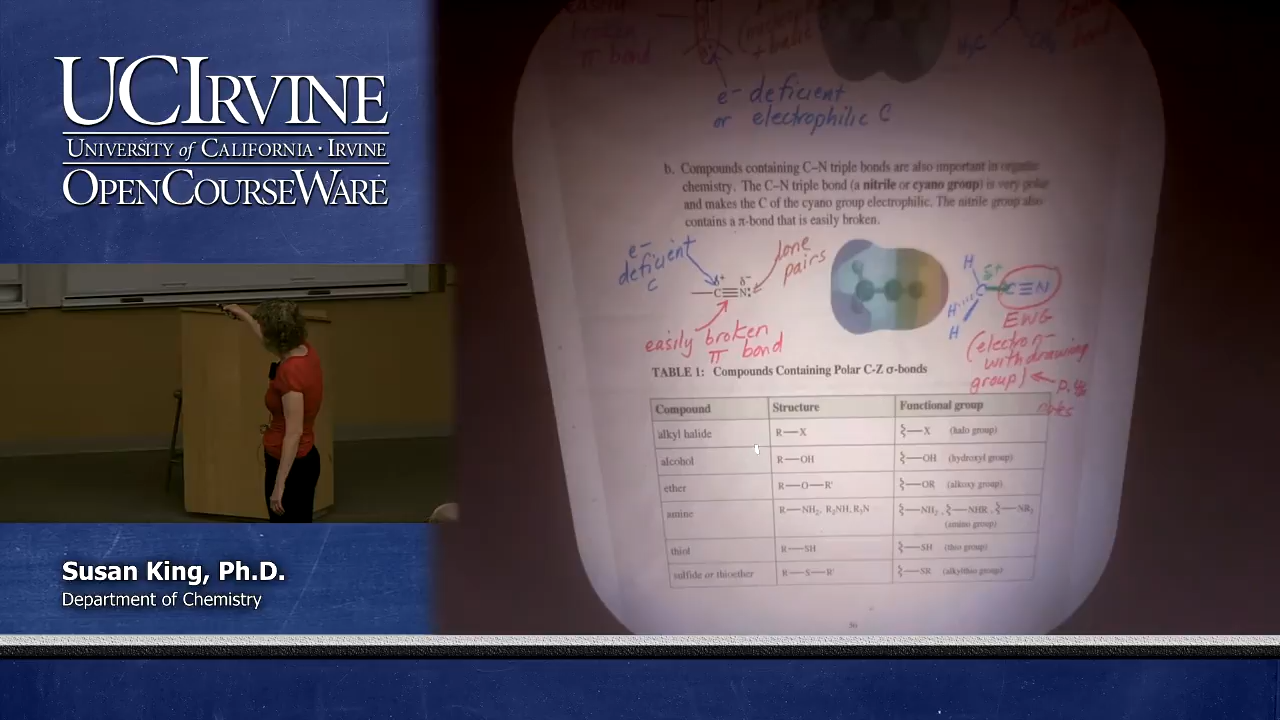 UCIRVINE
UNIVERSITY of CALIFORNIA · IRVINE
OPENCOURSEWARE
Susan King, Ph.D.
Department of Chemistry
broken
π bond
e- deficient
or electrophilic C
b. Compounds containing C–N triple bonds are also important in organic
chemistry. The C–N triple bond (a nitrile or cyano group) is very polar
and makes the C of the cyano group electrophilic. The nitrile group also
contains a π-bond that is easily broken.
e-
deficient
C
lone
pairs
δ+ δ-
—C≡N:
easily broken
π bond
H
δ+
C—C≡N
H
H
EWG
(electron-
withdrawing
group)
TABLE 1: Compounds Containing Polar C-Z σ-bonds
Compound Structure Functional group
alkyl halide R—X —X (halo group)
alcohol R—OH —OH (hydroxyl group)
ether R—O—R' —OR (alkoxy group)
amine R—NH2, R2NH, R3N —NH2, —NHR, —NR2
(amino group)
thiol R—SH —SH (thio group)
sulfide or thioether R—S—R' —SR (alkylthio group)